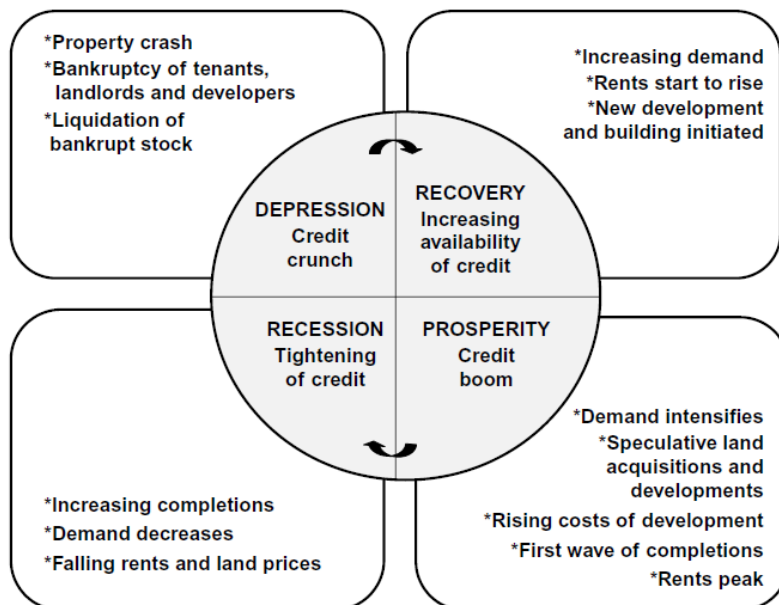 *Property crash
*Bankruptcy of tenants,
landlords and developers
*Liquidation of
bankrupt stock
*Increasing demand
*Rents start to rise
*New development
and building initiated
DEPRESSION
Credit
crunch
RECOVERY
Increasing
availability
of credit
RECESSION
Tightening
of credit
PROSPERITY
Credit
boom
*Increasing completions
*Demand decreases
*Falling rents and land prices
*Demand intensifies
*Speculative land
acquisitions and
developments
*Rising costs of development
*First wave of completions
*Rents peak